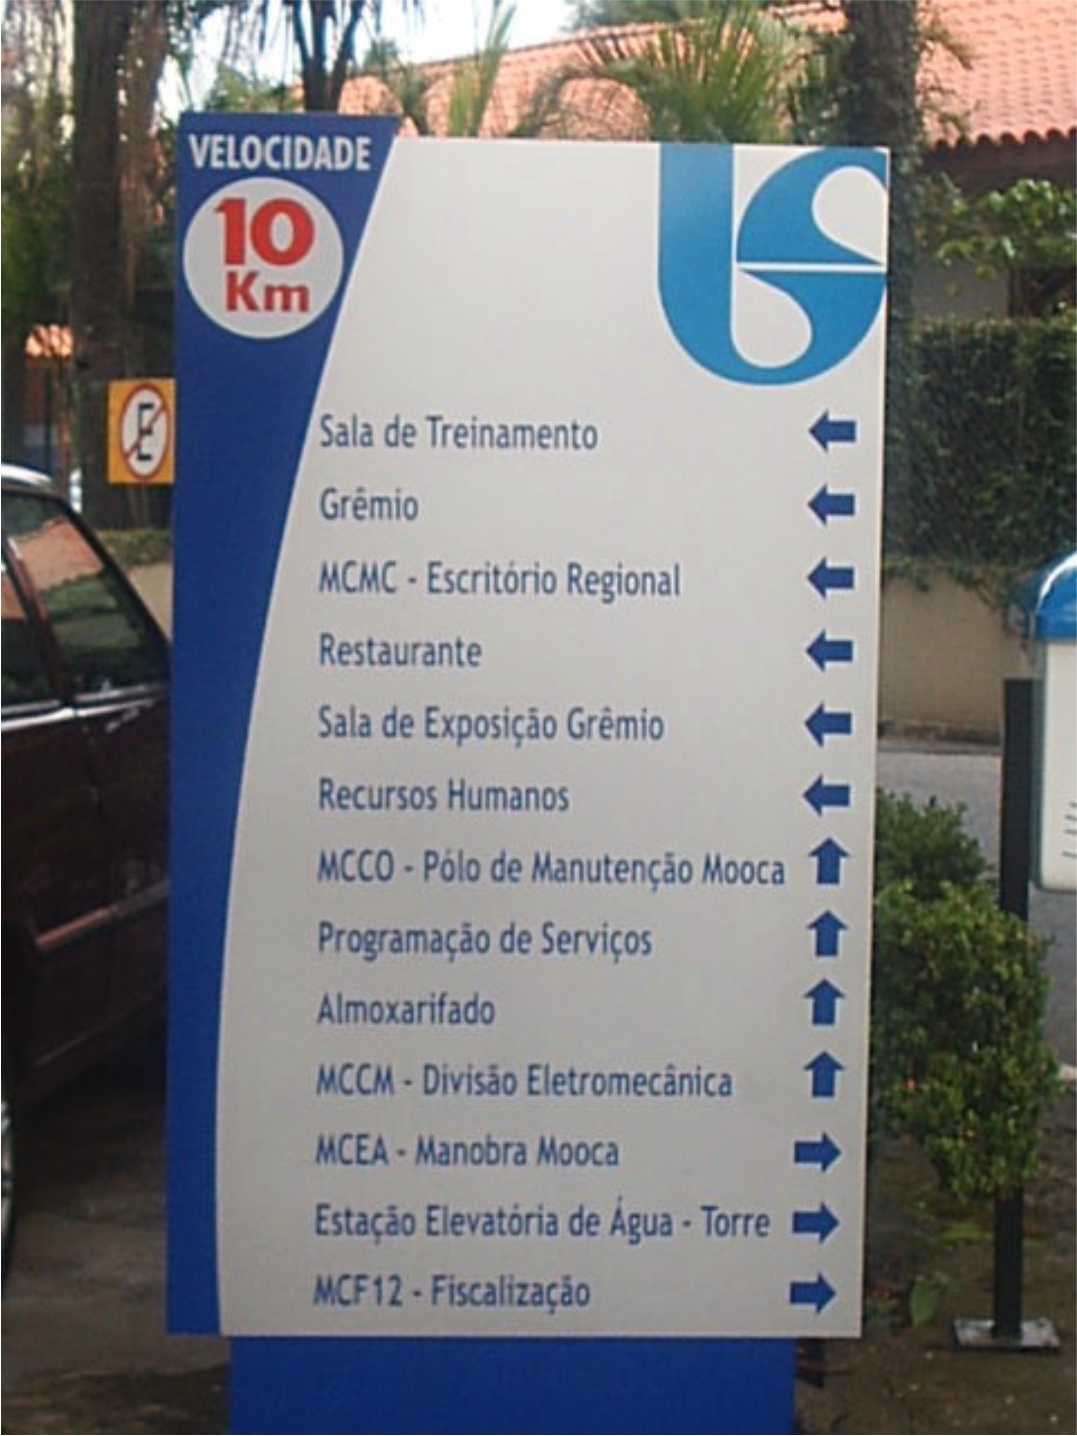 VELOCIDADE
10
Km
E
Sala de Treinamento
Grêmio
MCMC - Escritório Regional
Restaurante
Sala de Exposição Grêmio
Recursos Humanos
MCCO - Pólo de Manutenção Mooca
Programação de Serviços
Almoxarifado
MCCM - Divisão Eletromecânica
MCEA - Manobra Mooca
Estação Elevatória de Água - Torre
MCF12 - Fiscalização